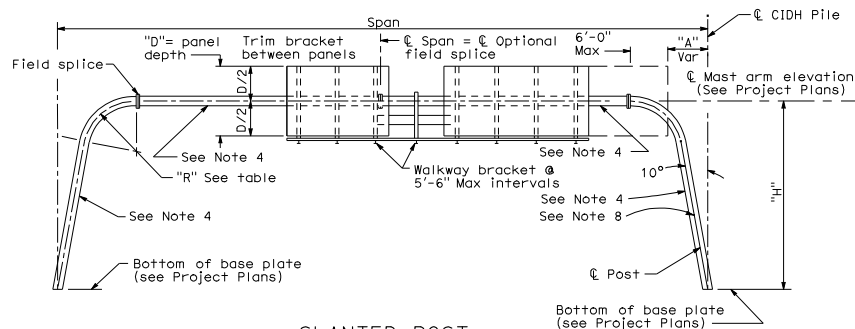 Span
℄ CIDH Pile
"D"= panel
depth
Trim bracket
between panels
℄ Span = ℄ Optional
field splice
6'-0"
Max
"A"
Var
Field splice
D/2
D/2
℄ Mast arm elevation
(See Project Plans)
See Note 4
"R" See table
See Note 4
Walkway bracket @
5'-6" Max intervals
See Note 4
10°
See Note 4
See Note 8
"H"
℄ Post
Bottom of base plate
(see Project Plans)
Bottom of base plate
(see Project Plans)